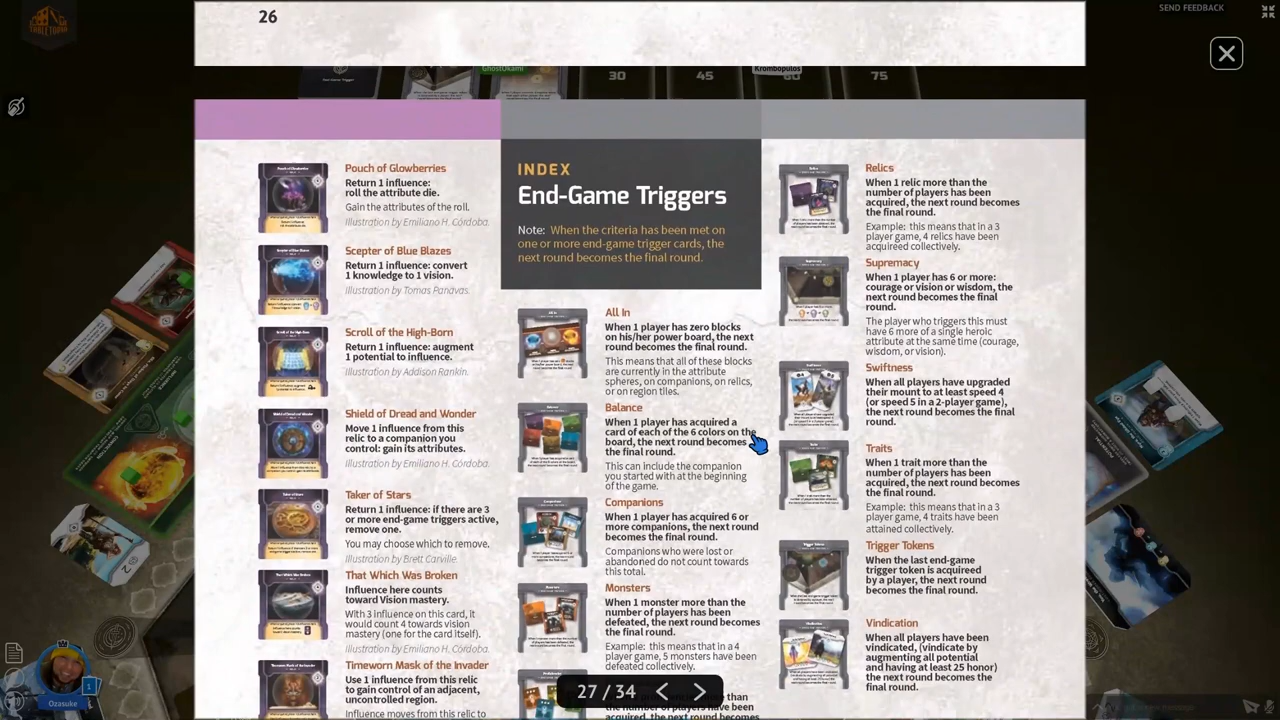 26
SEND FEEDBACK
GhostOkami
30
45
60
Krombopulos
75
Pouch of Glowberries
Return 1 influence:
roll the attribute die.
Gain the attributes of the roll.
Illustration by Emiliano H. Córdoba.
Scepter of Blue Blazes
Return 1 influence: convert
1 knowledge to 1 vision.
Illustration by Tomas Panavas.
Scroll of the High-Born
Return 1 influence: augment
1 potential to influence.
Illustration by Addison Rankin.
Shield of Dread and Wonder
Move 1 influence from this
relic to a companion you
control: gain its attributes.
Illustration by Emiliano H. Córdoba.
Taker of Stars
Return 1 influence: if there are 3
or more end-game triggers active,
remove one.
You may choose which to remove.
Illustration by Brett Carville.
That Which Was Broken
Influence here counts
toward Vision mastery.
With 3 influence on this card, it
would count 4 towards vision
mastery (one for the card itself).
Illustration by Emiliano H. Córdoba.
Timeworn Mask of the Invader
Use 1 influence from this relic
to gain control of an adjacent,
uncontrolled region.
Influence moves from this relic to
INDEX
End-Game Triggers
Note: When the criteria has been met on
one or more end-game trigger cards, the
next round becomes the final round.
All In
When 1 player has zero blocks
on his/her power board, the next
round becomes the final round.
This means that all of these blocks
are currently in the attribute
spheres, on companions, on relics,
or on region tiles.
Balance
When 1 player has acquired a
card of each of the 6 colors on the
board, the next round becomes
the final round.
This can include the companion
you started with at the beginning
of the game.
Companions
When 1 player has acquired 6 or
more companions, the next round
becomes the final round.
Companions who were lost or
abandoned do not count towards
this total.
Monsters
When 1 monster more than the
number of players has been
defeated, the next round becomes
the final round.
Example: this means that in a 4
player game, 5 monsters have been
defeated collectively.
than
the number of players have been
acquired, the next round becomes
Relics
When 1 relic more than the
number of players has been
acquired, the next round becomes
the final round.
Example: this means that in a 3
player game, 4 relics have been
acquireed collectively.
Supremacy
When 1 player has 6 or more:
courage or vision or wisdom, the
next round becomes the final
round.
The player who triggers this must
have 6 more of a single heroic
attribute at the same time (courage,
wisdom, or vision).
Swiftness
When all players have upgraded
their mount to at least speed 4
(or speed 5 in a 2-player game),
the next round becomes the final
round.
Traits
When 1 trait more than the
number of players has been
acquired, the next round becomes
the final round.
Example: this means that in a 3
player game, 4 traits have been
attained collectively.
Trigger Tokens
When the last end-game
trigger token is acquireed
by a player, the next round
becomes the final round.
Vindication
When all players have been
vindicated, (vindicate by
augmenting all potential
and having at least 25 honor)
the next round becomes the
final round.
27 / 34
Ozasuke